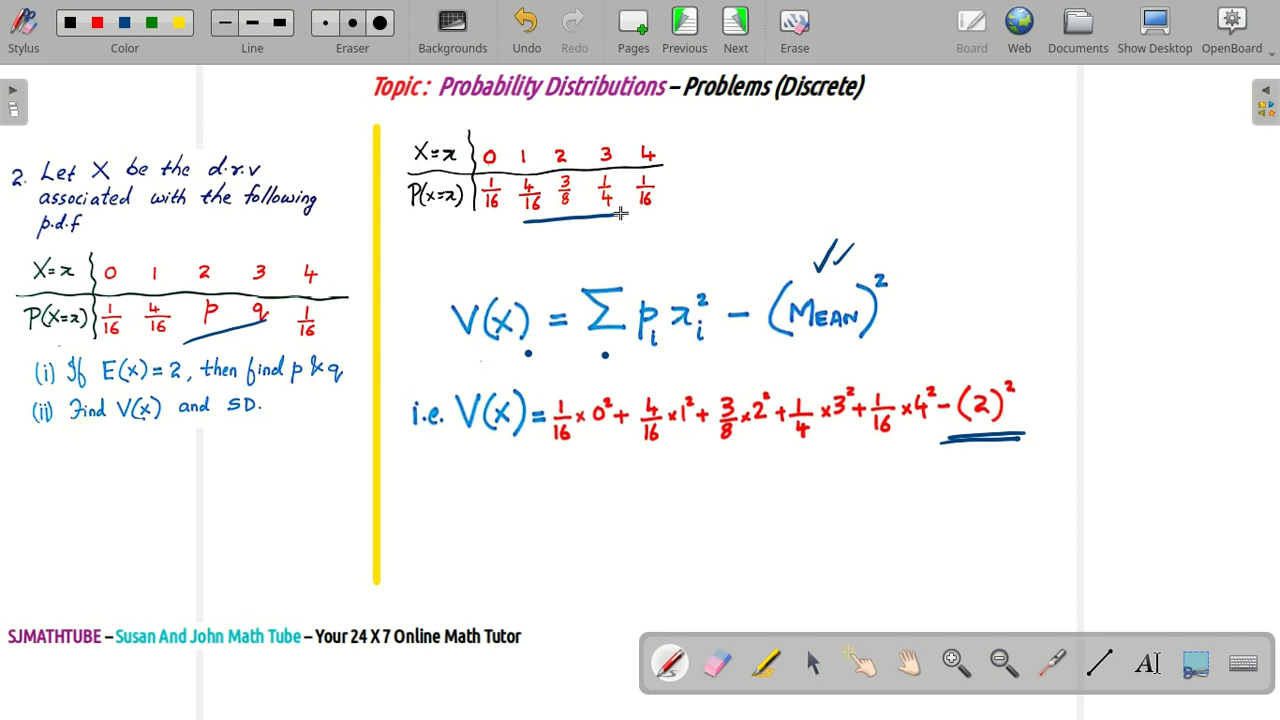 Stylus Color Line Eraser Backgrounds Undo Redo Pages Previous Next Erase Board Web Documents Show Desktop OpenBoard
Topic : Probability Distributions – Problems (Discrete)
2. Let X be the d.r.v
associated with the following
p.d.f
X=x 0 1 2 3 4
P(X=x) 1/16 4/16 p q 1/16
(i) If E(X)=2, then find p & q
(ii) Find V(X) and SD.
X=x 0 1 2 3 4
P(X=x) 1/16 4/16 3/8 1/4 1/16
V(X) = ∑ pᵢ xᵢ² – (MEAN)²
i.e. V(X) = 1/16 × 0² + 4/16 × 1² + 3/8 × 2² + 1/4 × 3² + 1/16 × 4² – (2)²
SJMATHTUBE – Susan And John Math Tube – Your 24 X 7 Online Math Tutor